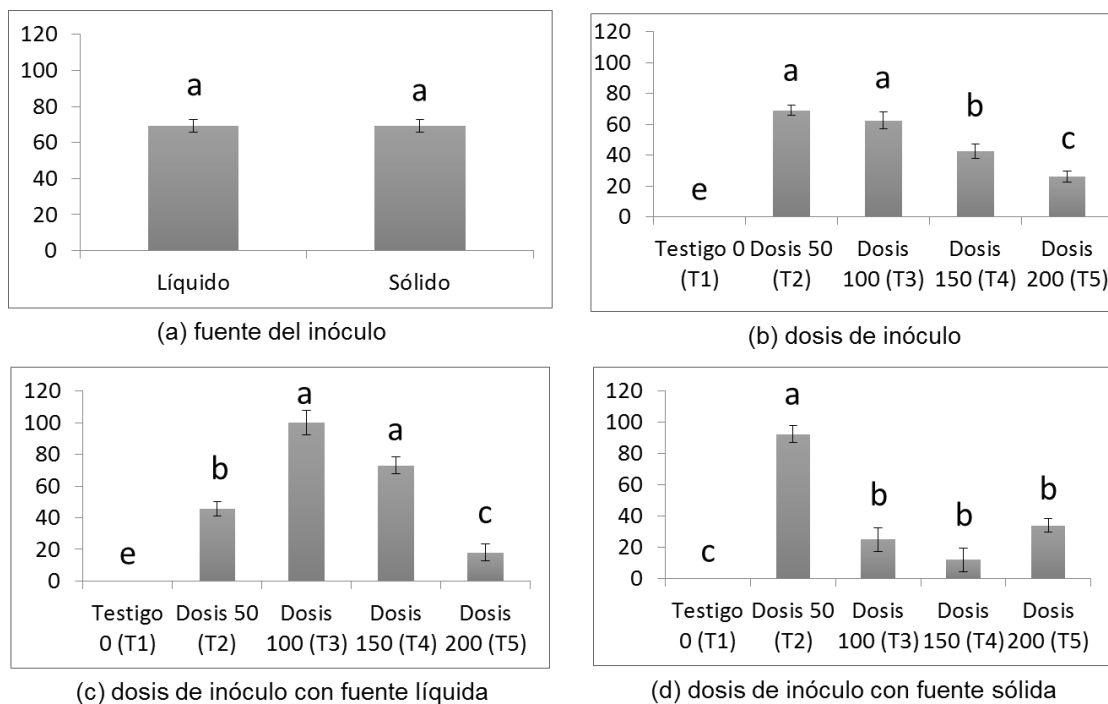 120
100
80
60
40
20
0
a
a
Líquido
Sólido
(a) fuente del inóculo
120
100
80
60
40
20
0
e
a
a
b
c
Testigo 0
(T1)
Dosis 50
(T2)
Dosis
100 (T3)
Dosis
150 (T4)
Dosis
200 (T5)
(b) dosis de inóculo
120
100
80
60
40
20
0
e
b
a
a
c
Testigo
0 (T1)
Dosis 50
(T2)
Dosis
100 (T3)
Dosis
150 (T4)
Dosis
200 (T5)
(c) dosis de inóculo con fuente líquida
120
100
80
60
40
20
0
c
a
b
b
b
Testigo
0 (T1)
Dosis 50
(T2)
Dosis
100 (T3)
Dosis
150 (T4)
Dosis
200 (T5)
(d) dosis de inóculo con fuente sólida